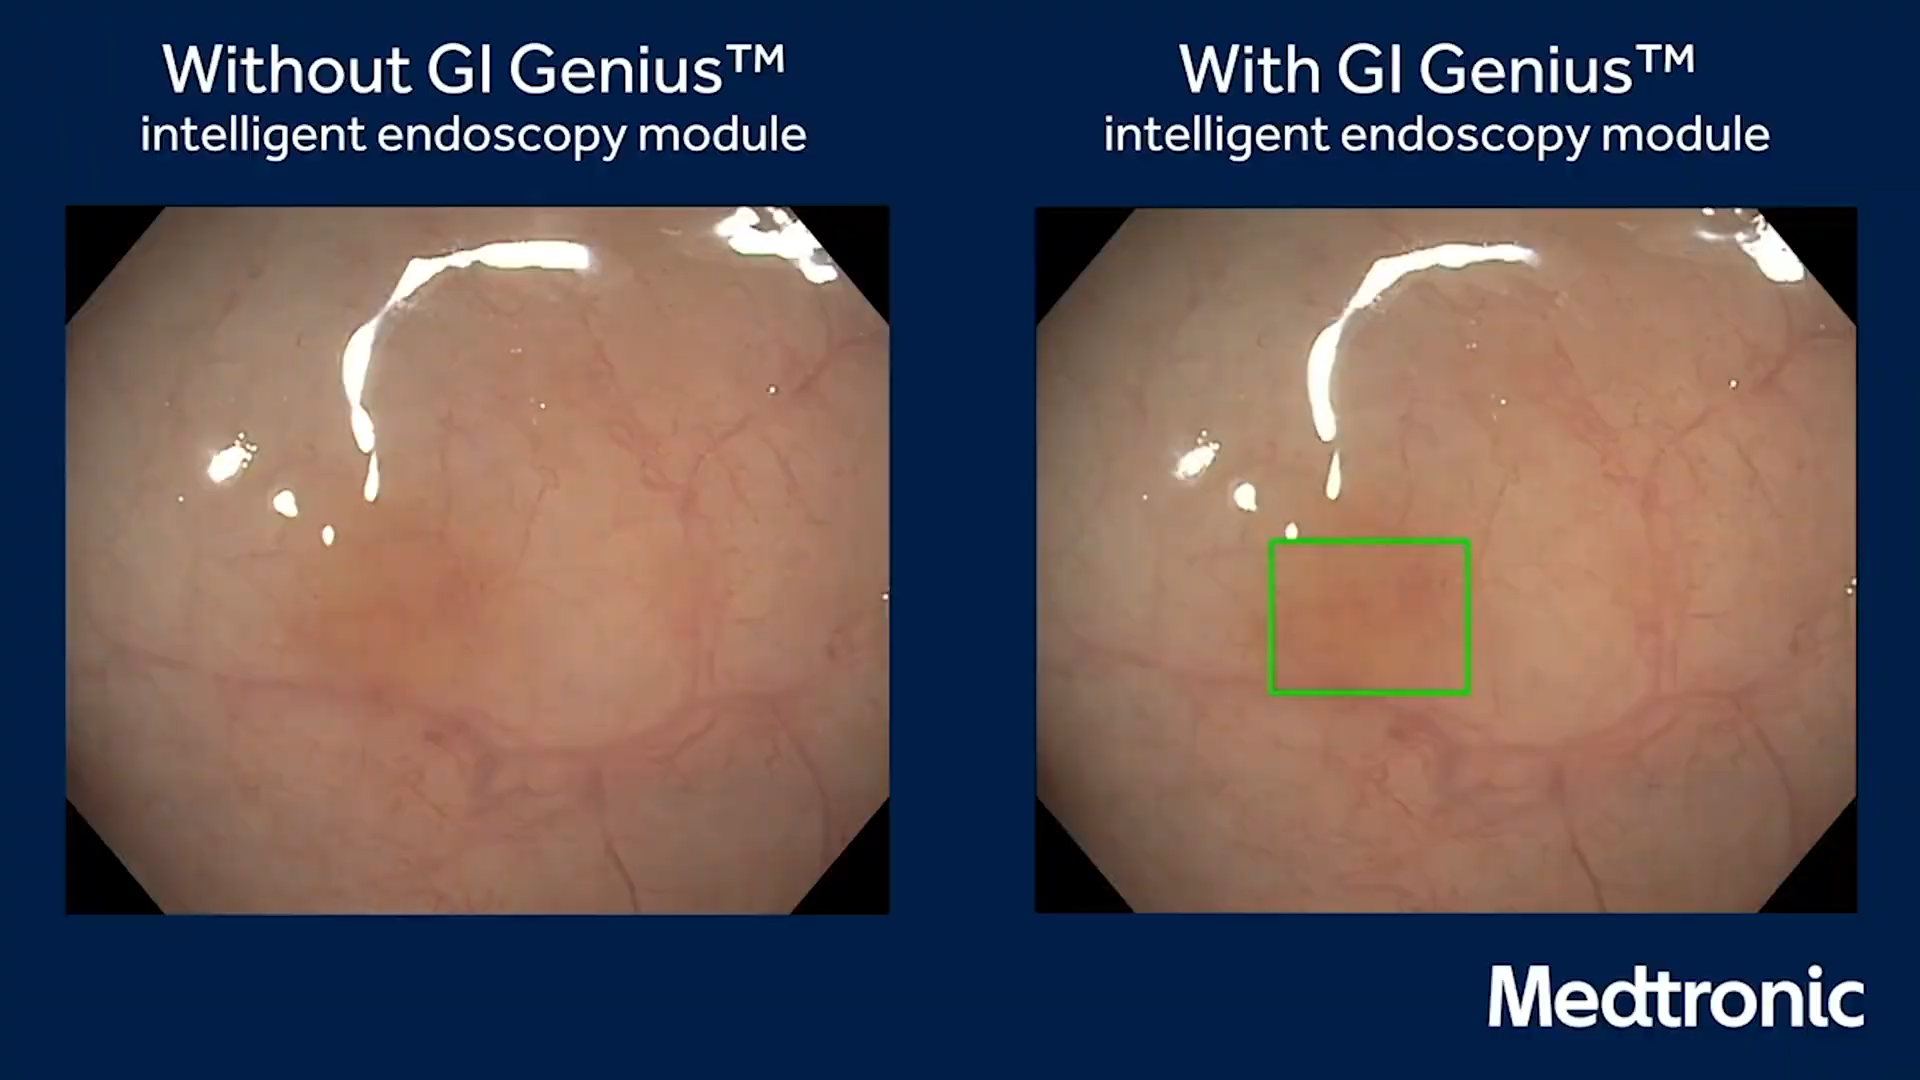 Without GI Genius™
intelligent endoscopy module
With GI Genius™
intelligent endoscopy module
Medtronic